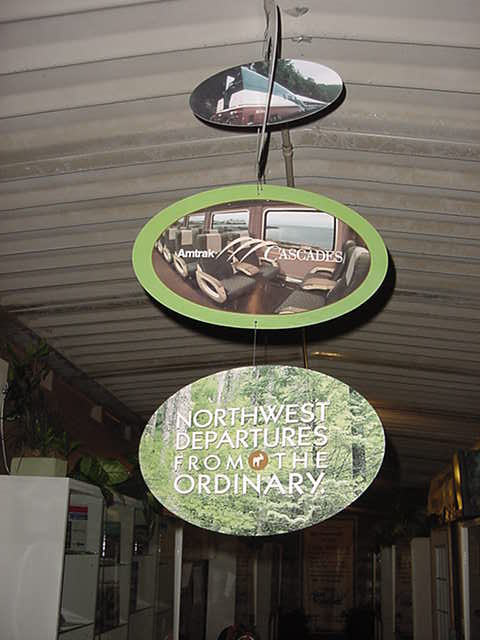 Amtrak CASCADES
NORTHWEST
DEPARTURES
FROM THE
ORDINARY.